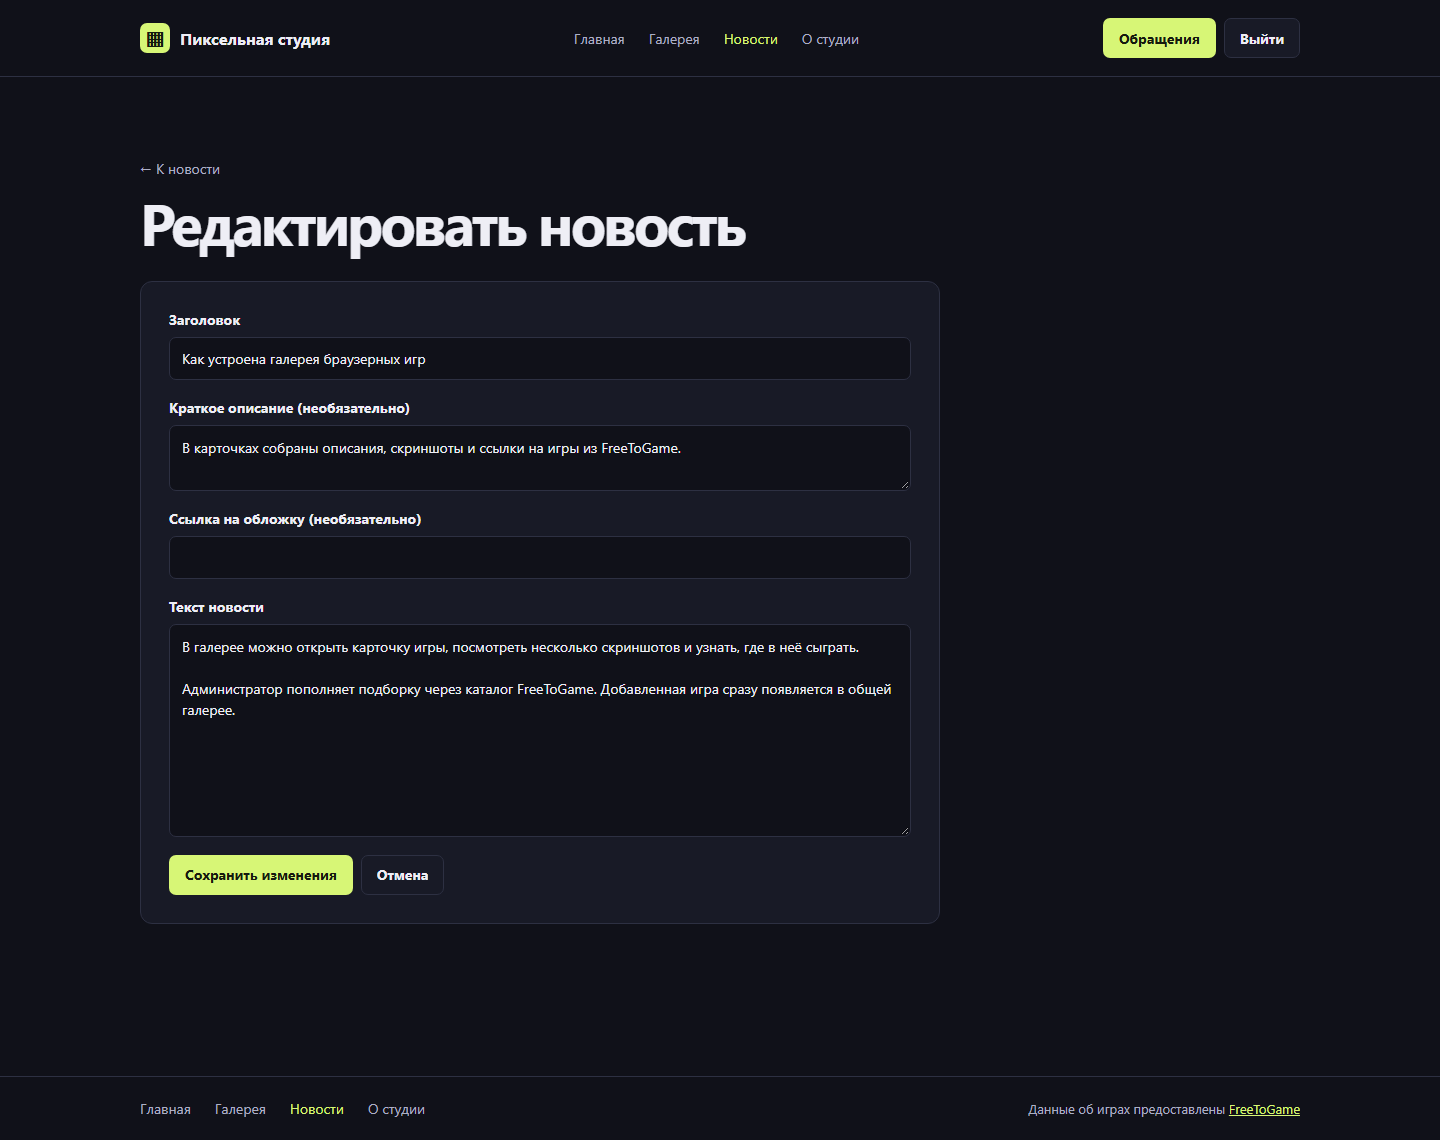 Пиксельная студия
Главная
Галерея
Новости
О студии
Обращения
Выйти
← К новости
Редактировать новость
Заголовок
Как устроена галерея браузерных игр
Краткое описание (необязательно)
В карточках собраны описания, скриншоты и ссылки на игры из FreeToGame.
Ссылка на обложку (необязательно)
Текст новости
В галерее можно открыть карточку игры, посмотреть несколько скриншотов и узнать, где в неё сыграть.
Администратор пополняет подборку через каталог FreeToGame. Добавленная игра сразу появляется в общей
галерее.
Сохранить изменения
Отмена
Главная
Галерея
Новости
О студии
Данные об играх предоставлены FreeToGame